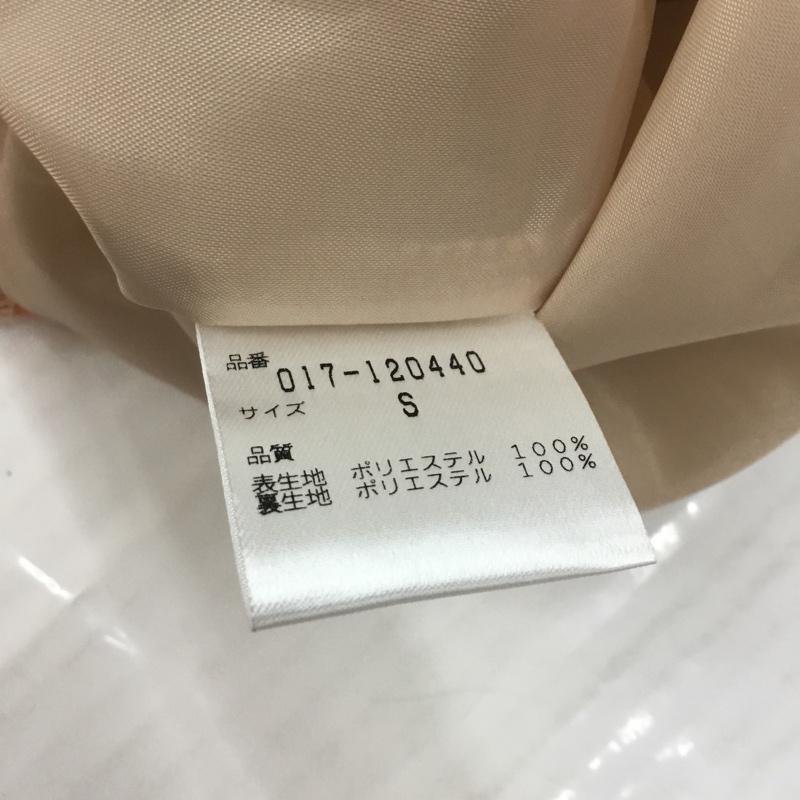 品番 017-120440
サイズ S
品質
表生地 ポリエステル 100%
裏生地 ポリエステル 100%